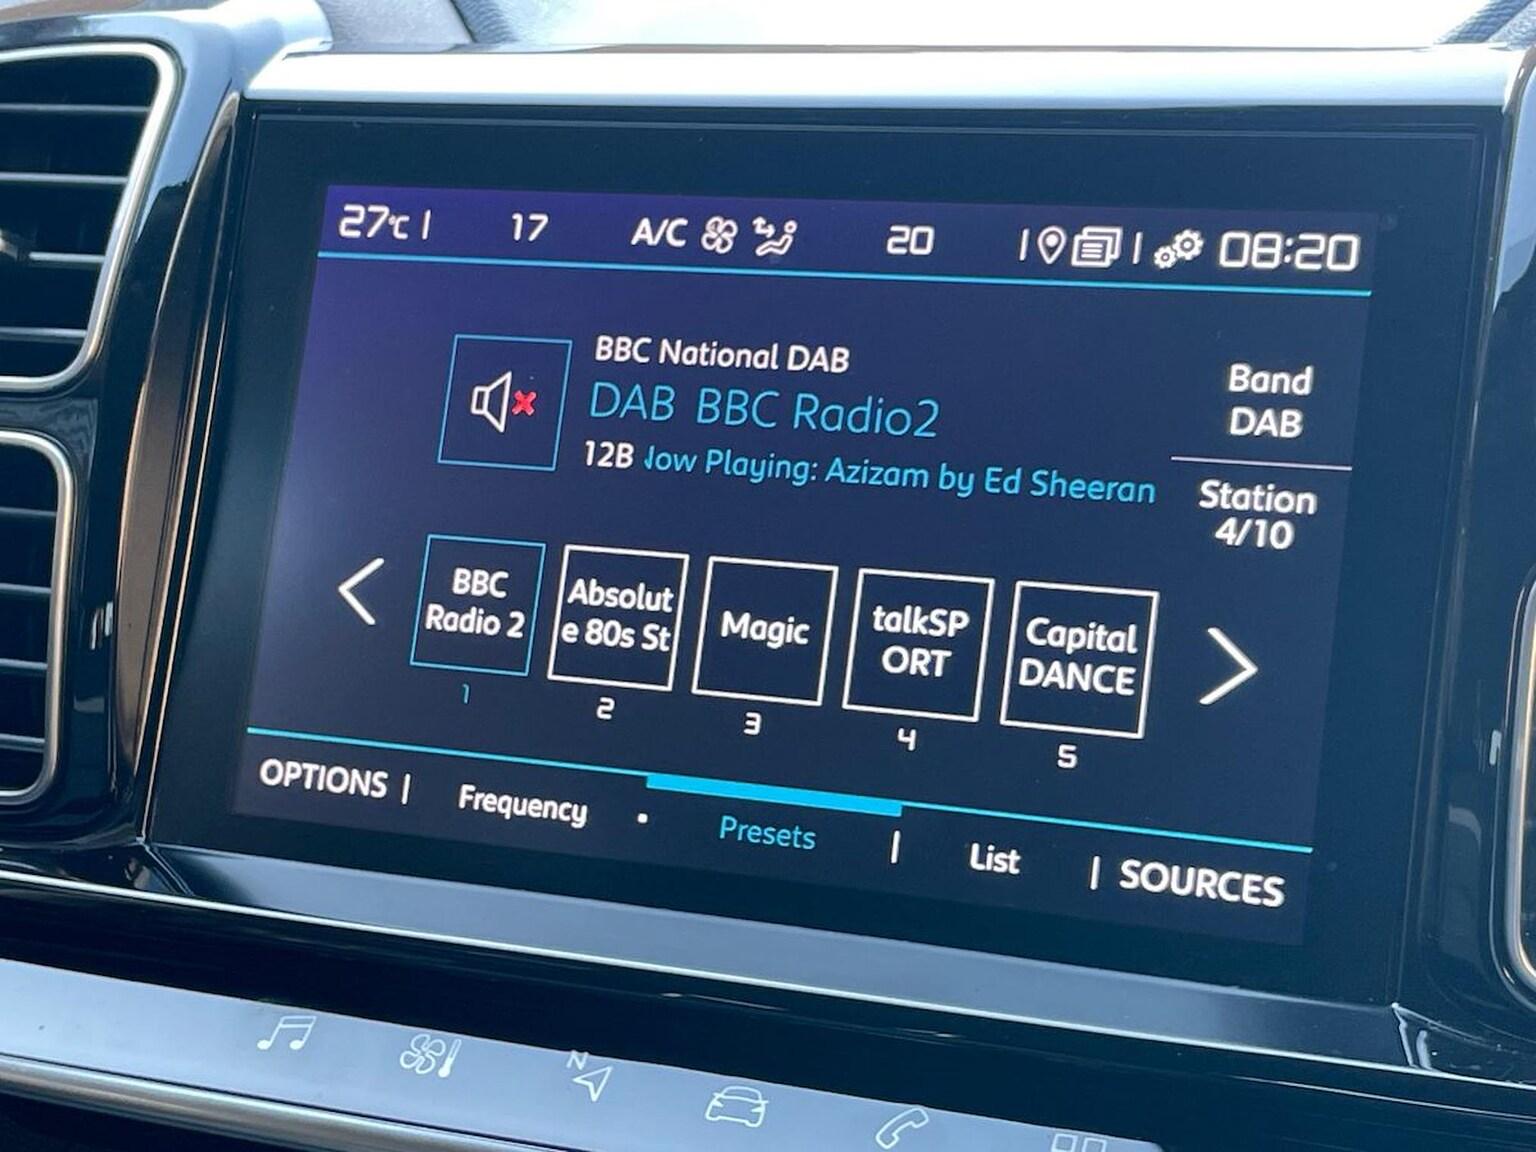 27°C | 17 A/C 20 | | 08:20
BBC National DAB
DAB BBC Radio2
12B Now Playing: Azizam by Ed Sheeran
Band
DAB
Station
4/10
BBC
Radio 2
1
Absolut
e 80s St
2
Magic
3
talkSP
ORT
4
Capital
DANCE
5
OPTIONS | Frequency • Presets | List | SOURCES
N